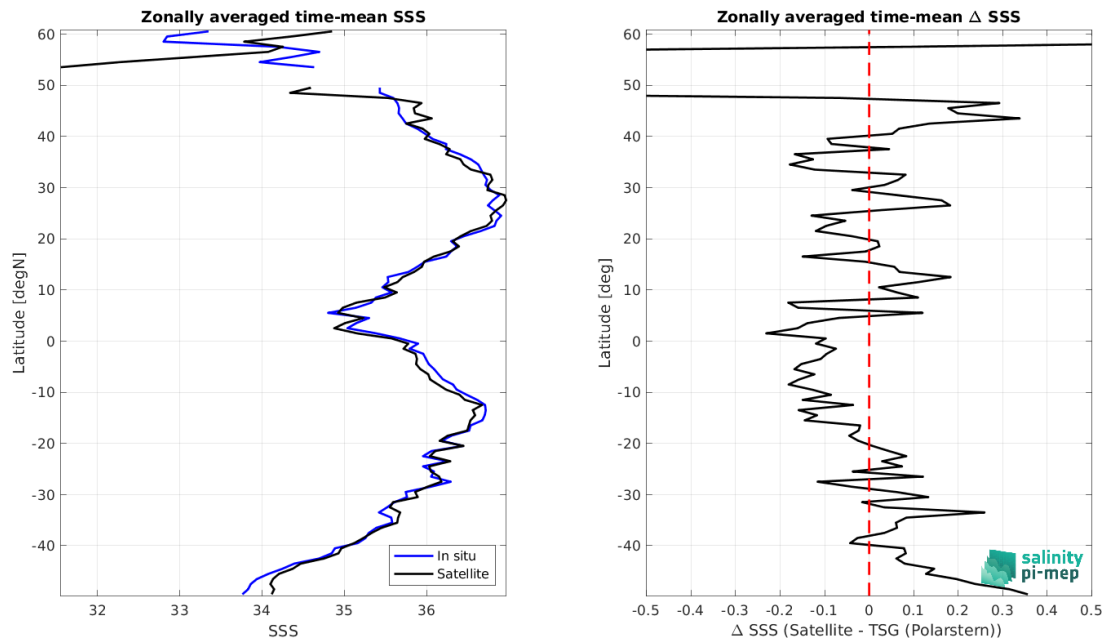 Zonally averaged time-mean SSS
60
50
40
30
20
10
0
-10
-20
-30
-40
Latitude [degN]
32 33 34 35 36
SSS
In situ
Satellite
Zonally averaged time-mean Δ SSS
60
50
40
30
20
10
0
-10
-20
-30
-40
Latitude [deg]
-0.5 -0.4 -0.3 -0.2 -0.1 0 0.1 0.2 0.3 0.4 0.5
Δ SSS (Satellite - TSG (Polarstern))
salinity
pi-mep